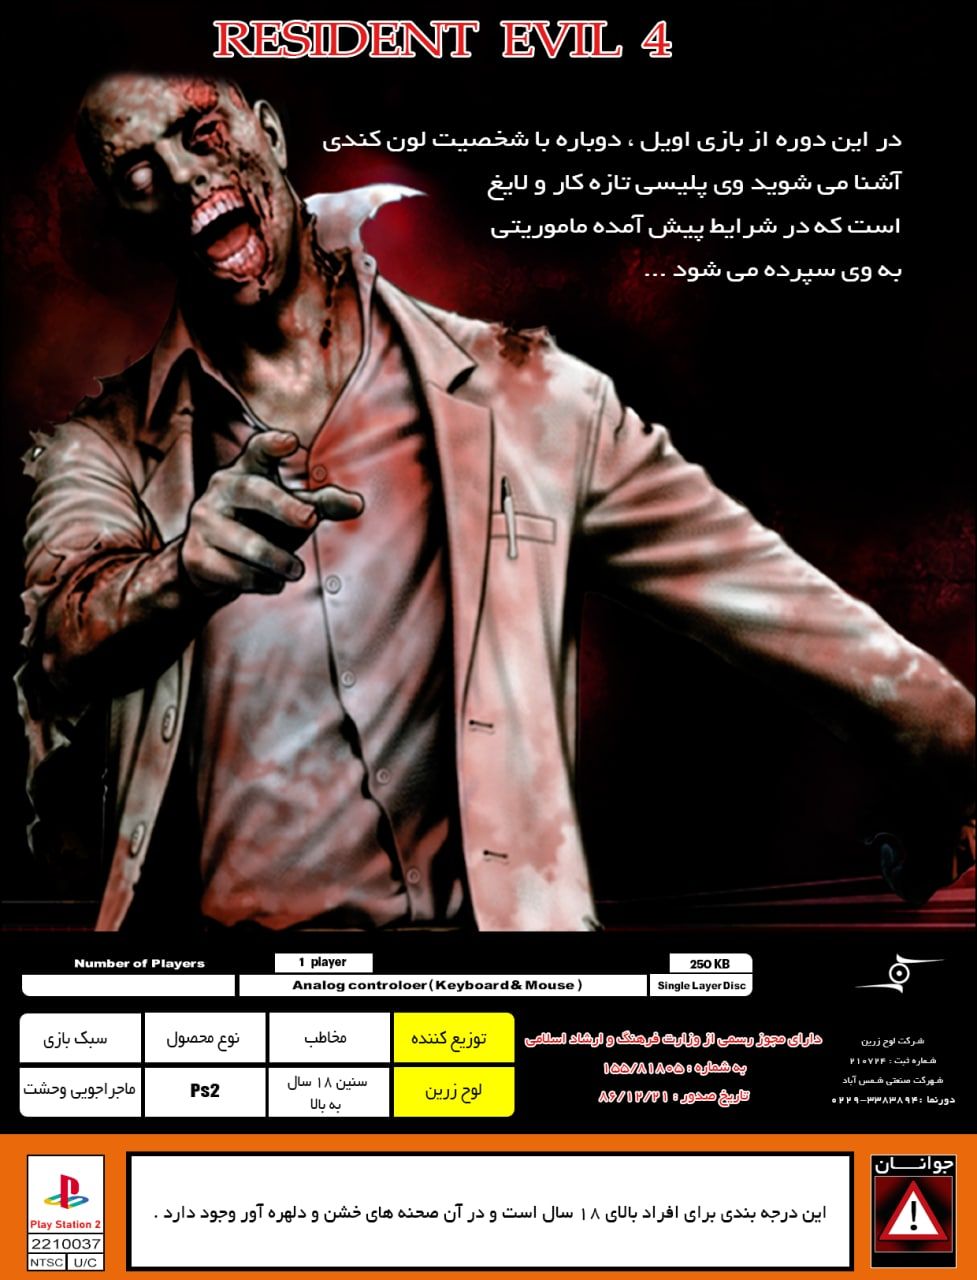 RESIDENT EVIL 4
در این دوره از بازی اویل ، دوباره با شخصیت لون کندی
آشنا می شوید وی پلیسی تازه کار و لایغ
است که در شرایط پیش آمده ماموریتی
به وی سپرده می شود ...
Number of Players
1 player
250 KB
Analog controloer(Keyboard & Mouse )
Single Layer Disc
توزیع کننده
مخاطب
نوع محصول
سبک بازی
لوح زرین
سنین ۱۸ سال
به بالا
Ps2
ماجراجویی وحشت
دارای مجوز رسمی از وزارت فرهنگ و ارشاد اسلامی
به شماره : ۱۵۵/۸۱۸۰۵
تاریخ صدور : ۸۶/۱۲/۲۱
شرکت لوح زرین
شماره ثبت : ۲۱۰۷۲۴
شهرکت صنعتی شمس آباد
دورنما :۳۳۸۳۸۹۴-۰۲۲۹
جوانــان
این درجه بندی برای افراد بالای ۱۸ سال است و در آن صحنه های خشن و دلهره آور وجود دارد .
Play Station 2
2210037
NTSC U/C